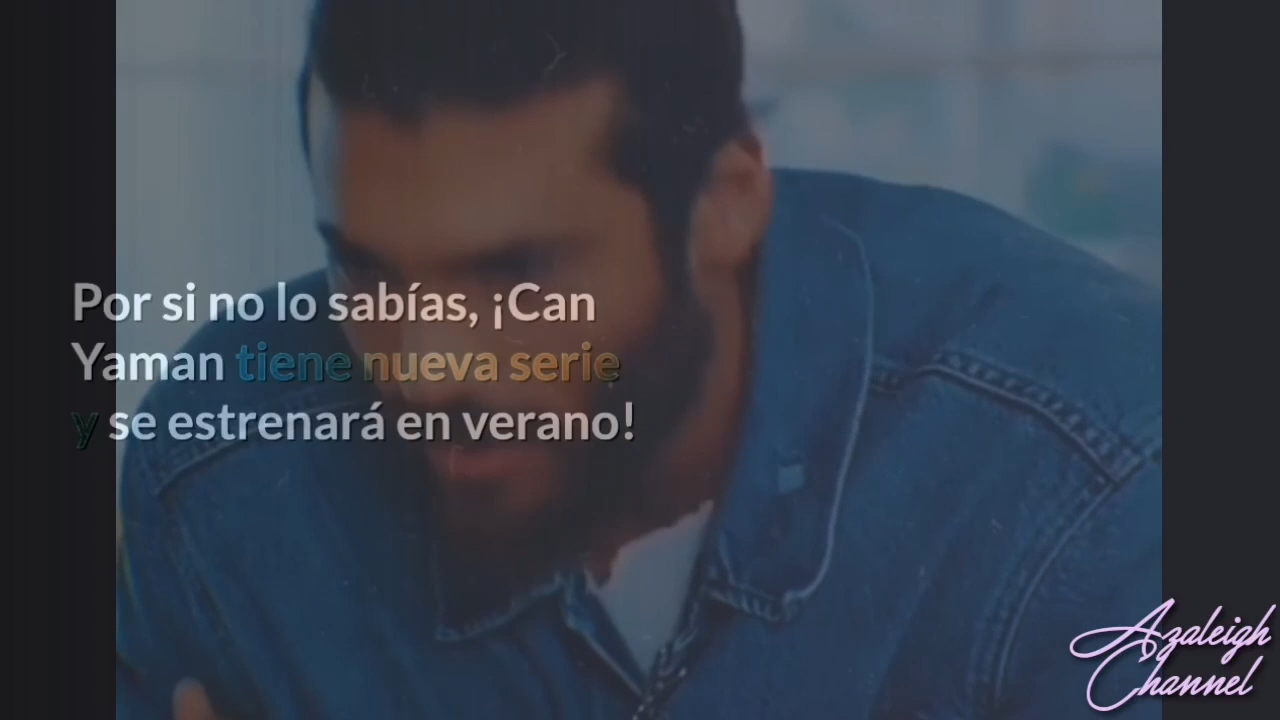 Por si no lo sabías, ¡Can
Yaman tiene nueva serie
y se estrenará en verano!
Azaleigh
Channel